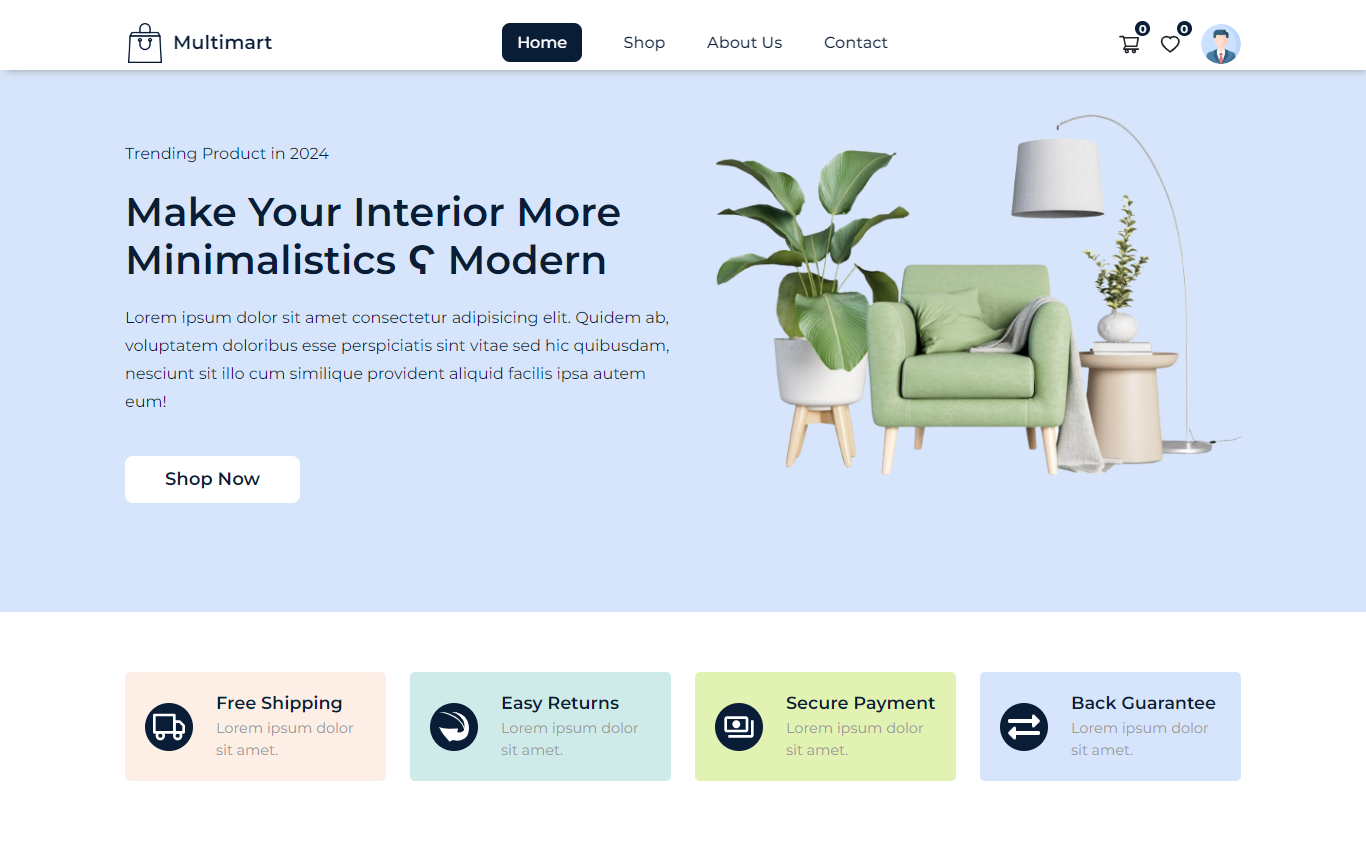 Multimart
Home
Shop
About Us
Contact
0
0
Trending Product in 2024
Make Your Interior More
Minimalistics ʕ Modern
Lorem ipsum dolor sit amet consectetur adipisicing elit. Quidem ab,
voluptatem doloribus esse perspiciatis sint vitae sed hic quibusdam,
nesciunt sit illo cum similique provident aliquid facilis ipsa autem
eum!
Shop Now
Free Shipping
Lorem ipsum dolor
sit amet.
Easy Returns
Lorem ipsum dolor
sit amet.
Secure Payment
Lorem ipsum dolor
sit amet.
Back Guarantee
Lorem ipsum dolor
sit amet.